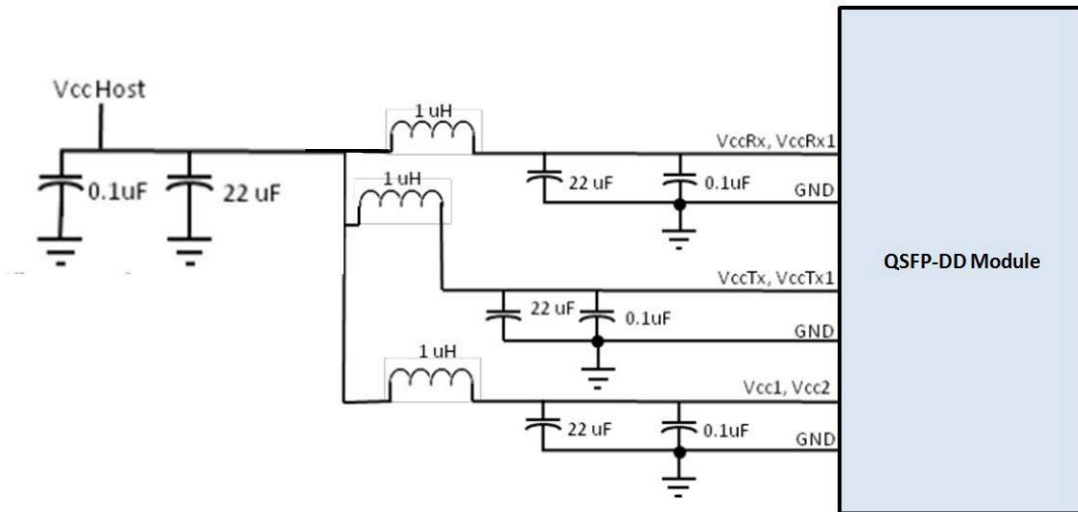 VccHost
0.1uF
22 uF
1 uH
VccRx, VccRx1
22 uF
0.1uF
GND
1 uH
VccTx, VccTx1
22 uF
0.1uF
GND
1 uH
Vcc1, Vcc2
22 uF
0.1uF
GND
QSFP-DD Module